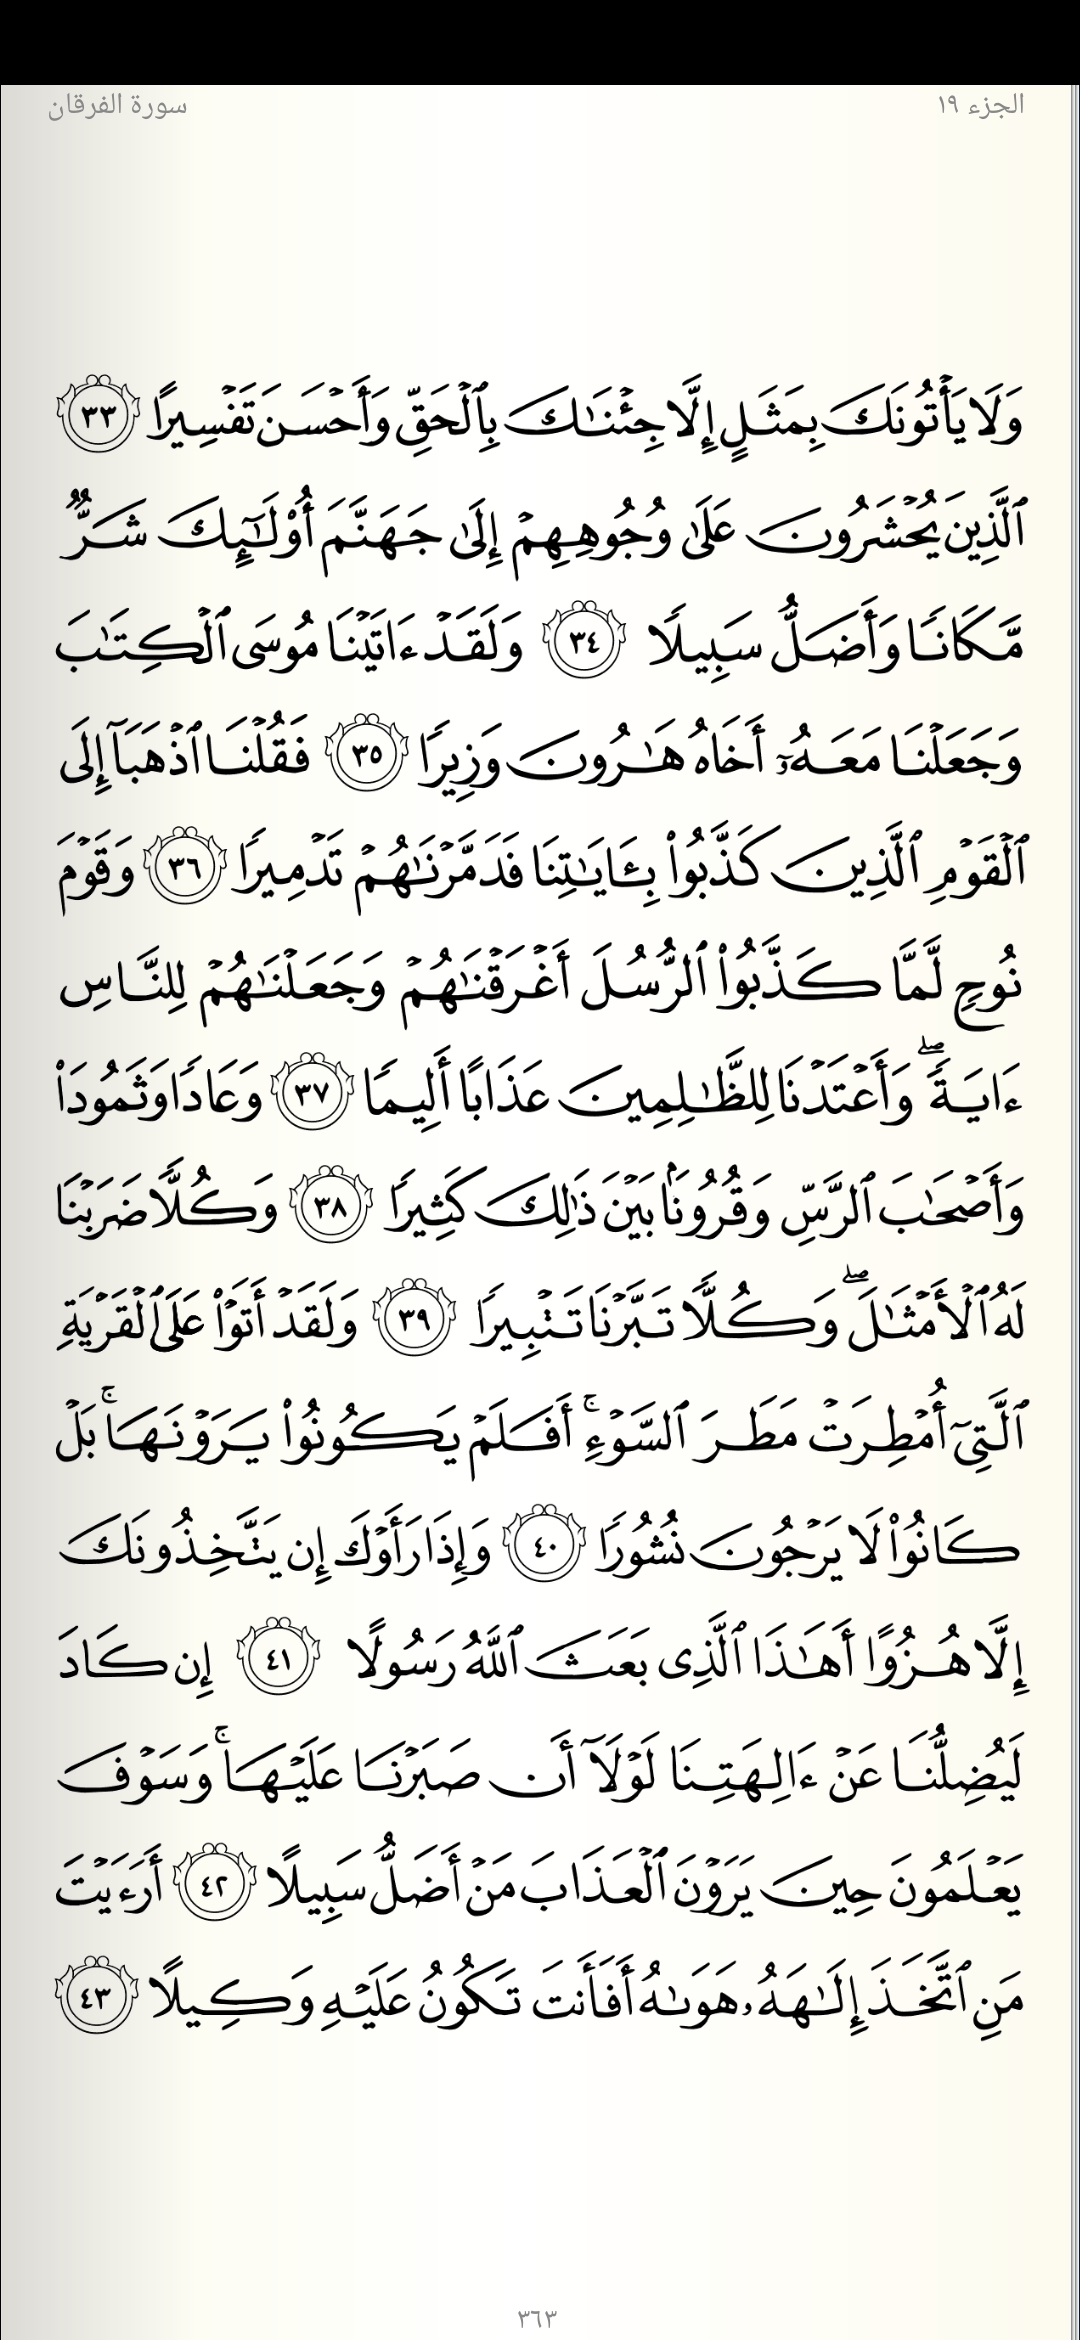 الجزء ١٩
سورة الفرقان
وَلَا يَأْتُونَكَ بِمَثَلٍ إِلَّا جِئْنَٰكَ بِٱلْحَقِّ وَأَحْسَنَ تَفْسِيرًا ٣٣
ٱلَّذِينَ يُحْشَرُونَ عَلَىٰ وُجُوهِهِمْ إِلَىٰ جَهَنَّمَ أُو۟لَٰٓئِكَ شَرٌّ
مَّكَانًا وَأَضَلُّ سَبِيلًا ٣٤ وَلَقَدْ ءَاتَيْنَا مُوسَى ٱلْكِتَٰبَ
وَجَعَلْنَا مَعَهُۥٓ أَخَاهُ هَٰرُونَ وَزِيرًا ٣٥ فَقُلْنَا ٱذْهَبَآ إِلَى
ٱلْقَوْمِ ٱلَّذِينَ كَذَّبُوا۟ بِـَٔايَٰتِنَا فَدَمَّرْنَٰهُمْ تَدْمِيرًا ٣٦ وَقَوْمَ
نُوحٍ لَّمَّا كَذَّبُوا۟ ٱلرُّسُلَ أَغْرَقْنَٰهُمْ وَجَعَلْنَٰهُمْ لِلنَّاسِ
ءَايَةً ۖ وَأَعْتَدْنَا لِلظَّٰلِمِينَ عَذَابًا أَلِيمًا ٣٧ وَعَادًا وَثَمُودَا۟
وَأَصْحَٰبَ ٱلرَّسِّ وَقُرُونًۢا بَيْنَ ذَٰلِكَ كَثِيرًا ٣٨ وَكُلًّا ضَرَبْنَا
لَهُ ٱلْأَمْثَٰلَ ۖ وَكُلًّا تَبَّرْنَا تَتْبِيرًا ٣٩ وَلَقَدْ أَتَوْا۟ عَلَى ٱلْقَرْيَةِ
ٱلَّتِىٓ أُمْطِرَتْ مَطَرَ ٱلسَّوْءِ ۚ أَفَلَمْ يَكُونُوا۟ يَرَوْنَهَا ۚ بَلْ
كَانُوا۟ لَا يَرْجُونَ نُشُورًا ٤٠ وَإِذَا رَأَوْكَ إِن يَتَّخِذُونَكَ
إِلَّا هُزُوًا أَهَٰذَا ٱلَّذِى بَعَثَ ٱللَّهُ رَسُولًا ٤١ إِن كَادَ
لَيُضِلُّنَا عَنْ ءَالِهَتِنَا لَوْلَآ أَن صَبَرْنَا عَلَيْهَا ۚ وَسَوْفَ
يَعْلَمُونَ حِينَ يَرَوْنَ ٱلْعَذَابَ مَنْ أَضَلُّ سَبِيلًا ٤٢ أَرَءَيْتَ
مَنِ ٱتَّخَذَ إِلَٰهَهُۥ هَوَىٰهُ أَفَأَنتَ تَكُونُ عَلَيْهِ وَكِيلًا ٤٣
٣٦٣